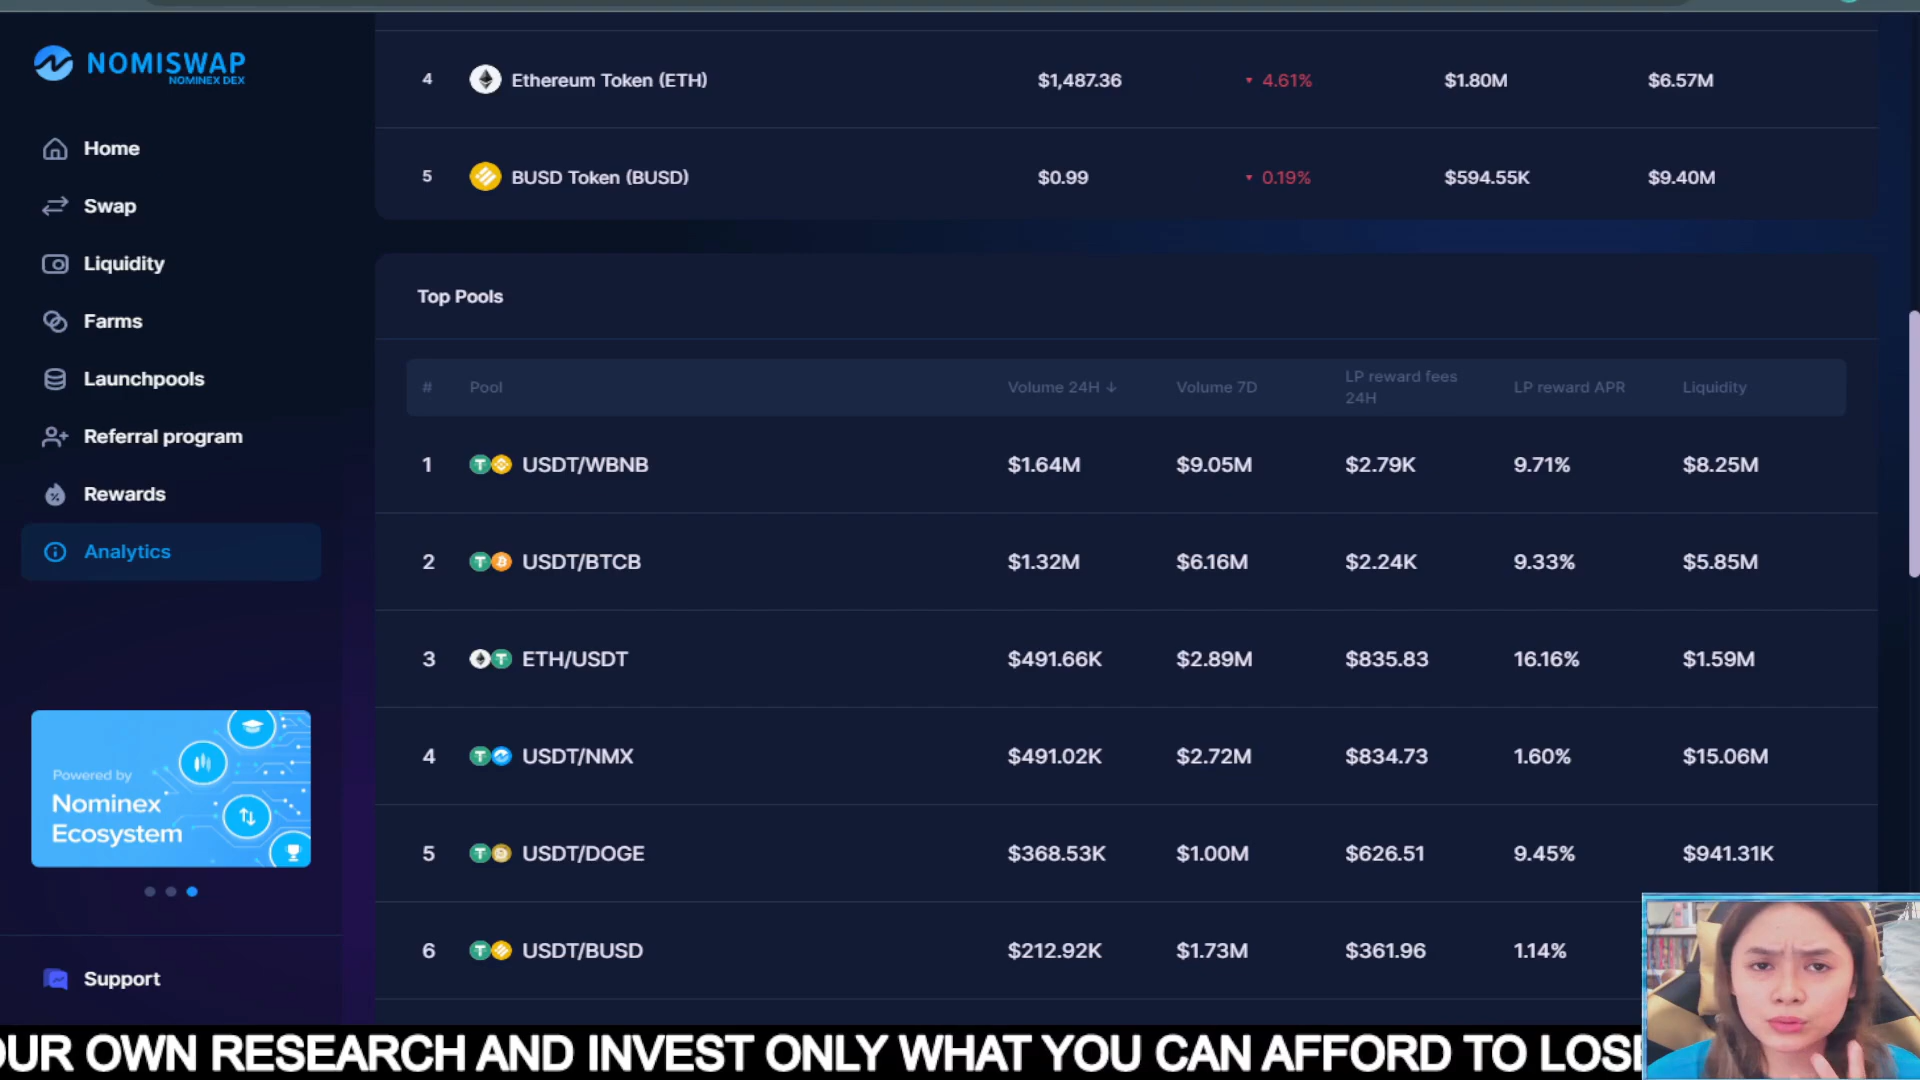 NOMISWAP
NOMINEX DEX
Home
Swap
Liquidity
Farms
Launchpools
Referral program
Rewards
Analytics
Powered by
Nominex
Ecosystem
Support
4 Ethereum Token (ETH) $1,487.36 ▼ 4.61% $1.80M $6.57M
5 BUSD Token (BUSD) $0.99 ▼ 0.19% $594.55K $9.40M
Top Pools
# Pool Volume 24H ↓ Volume 7D LP reward fees 24H LP reward APR Liquidity
1 USDT/WBNB $1.64M $9.05M $2.79K 9.71% $8.25M
2 USDT/BTCB $1.32M $6.16M $2.24K 9.33% $5.85M
3 ETH/USDT $491.66K $2.89M $835.83 16.16% $1.59M
4 USDT/NMX $491.02K $2.72M $834.73 1.60% $15.06M
5 USDT/DOGE $368.53K $1.00M $626.51 9.45% $941.31K
6 USDT/BUSD $212.92K $1.73M $361.96 1.14%
OUR OWN RESEARCH AND INVEST ONLY WHAT YOU CAN AFFORD TO LOSE